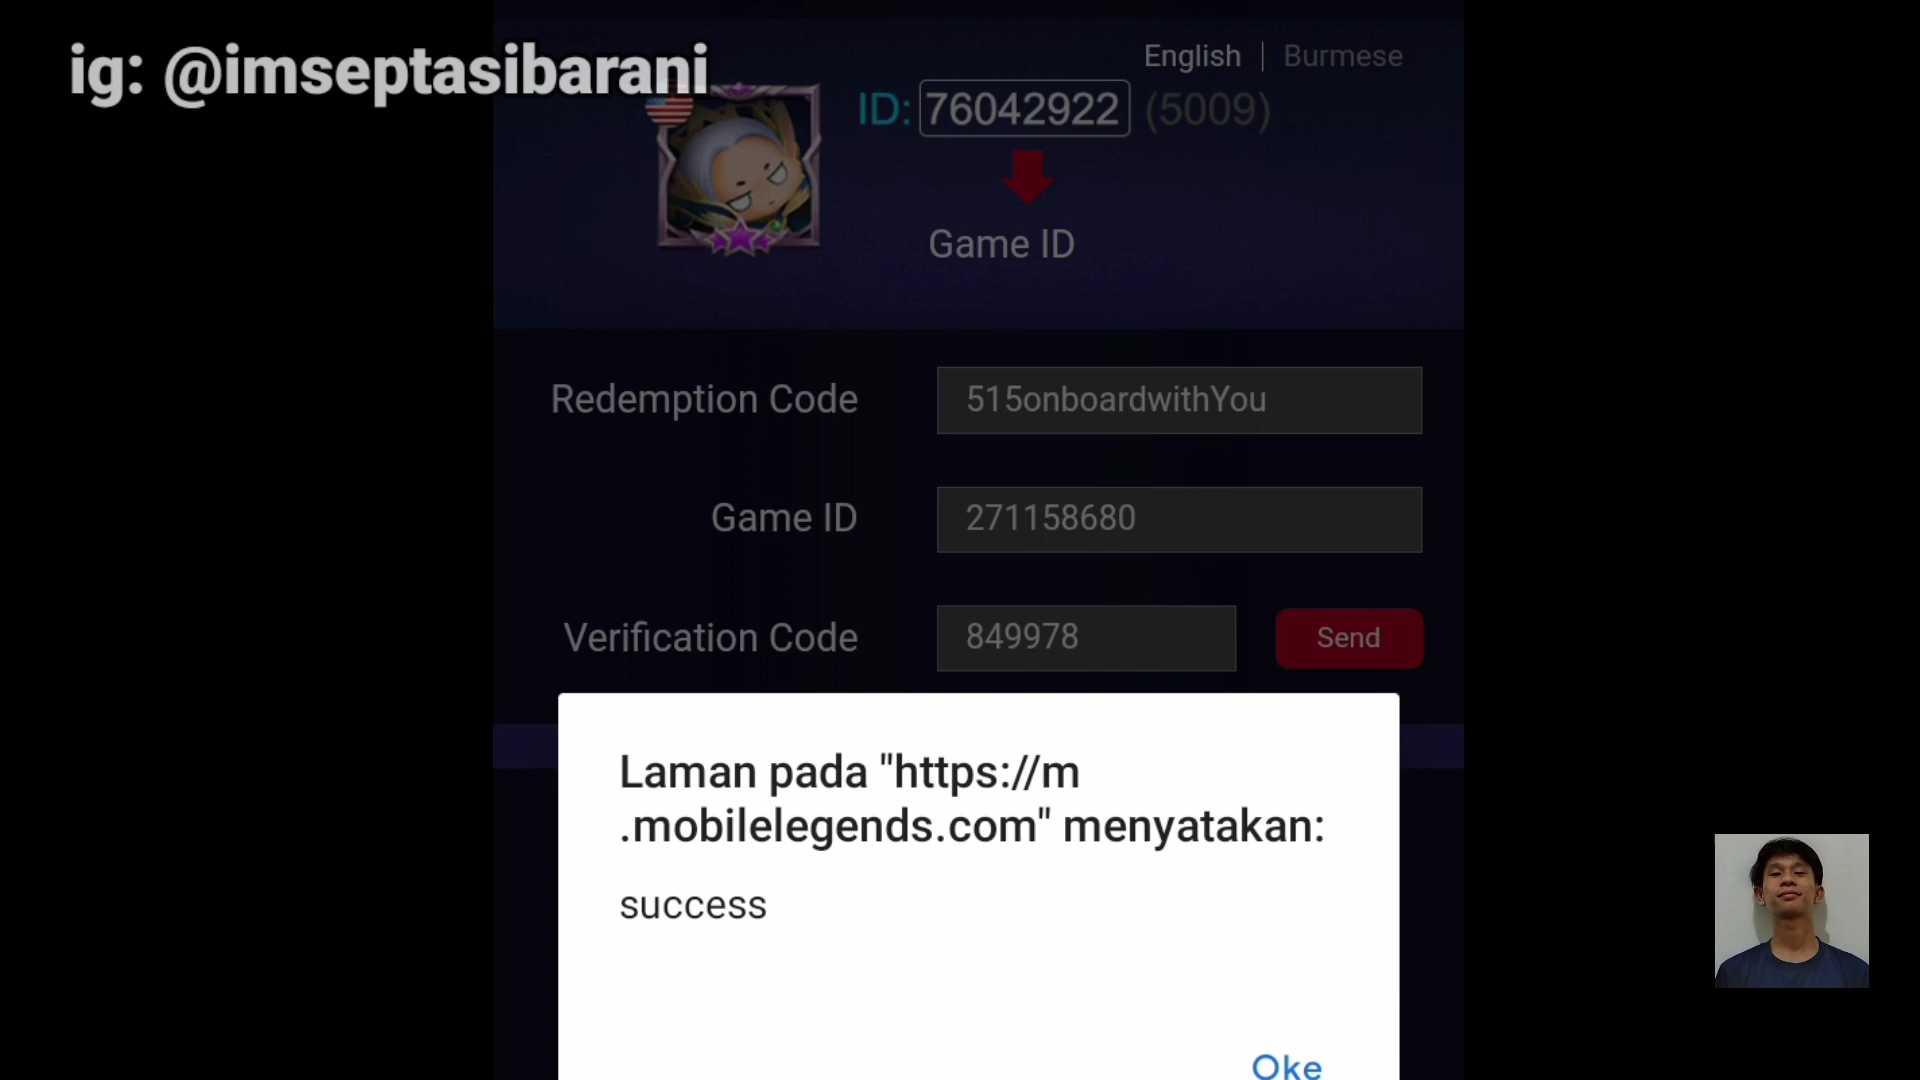 ig: @imseptasibarani
English | Burmese
ID: 76042922 (5009)
Game ID
Redemption Code 515onboardwithYou
Game ID 271158680
Verification Code 849978 Send
Laman pada "https://m
.mobilelegends.com" menyatakan:
success
Oke